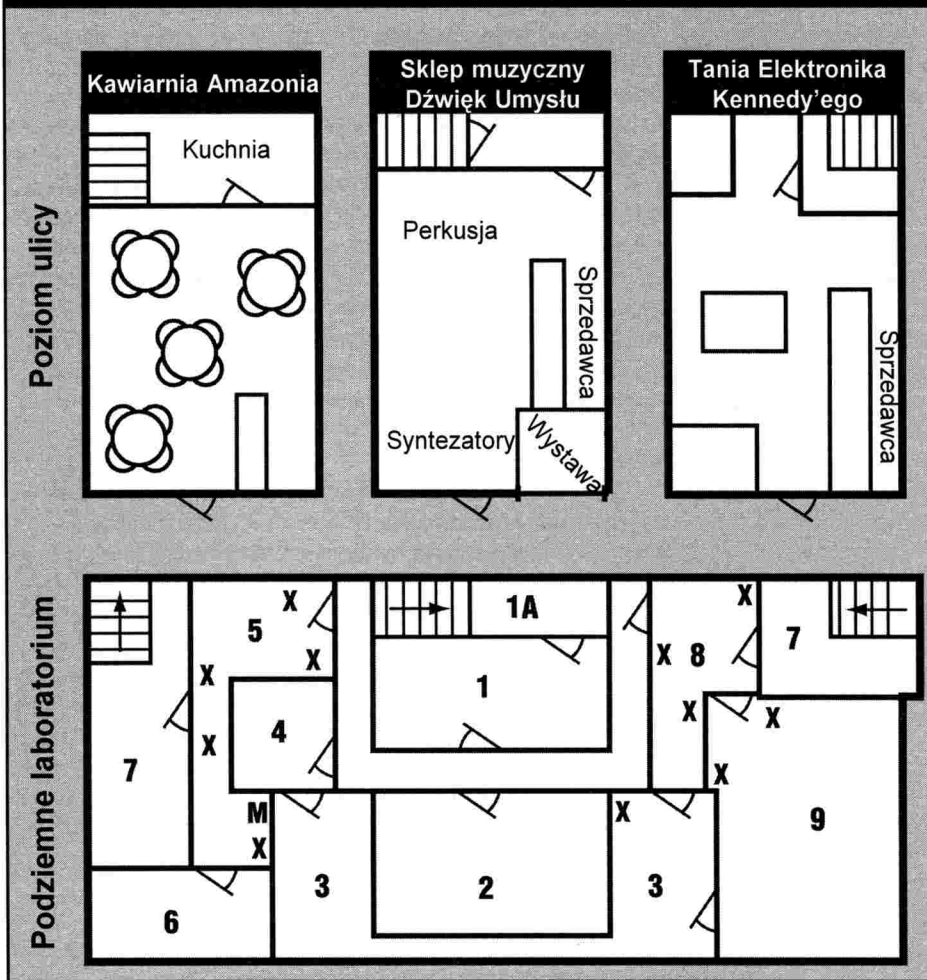 Kawiarnia Amazonia
Sklep muzyczny
Dźwięk Umysłu
Tania Elektronika
Kennedy'ego
Poziom ulicy
Kuchnia
Perkusja
Sprzedawca
Syntezatory
Wystawa
Sprzedawca
Podziemne laboratorium
1A
X
X
5
8
7
X
X
1
X
4
X
X
X
7
X
M
X
X
9
3
2
3
6